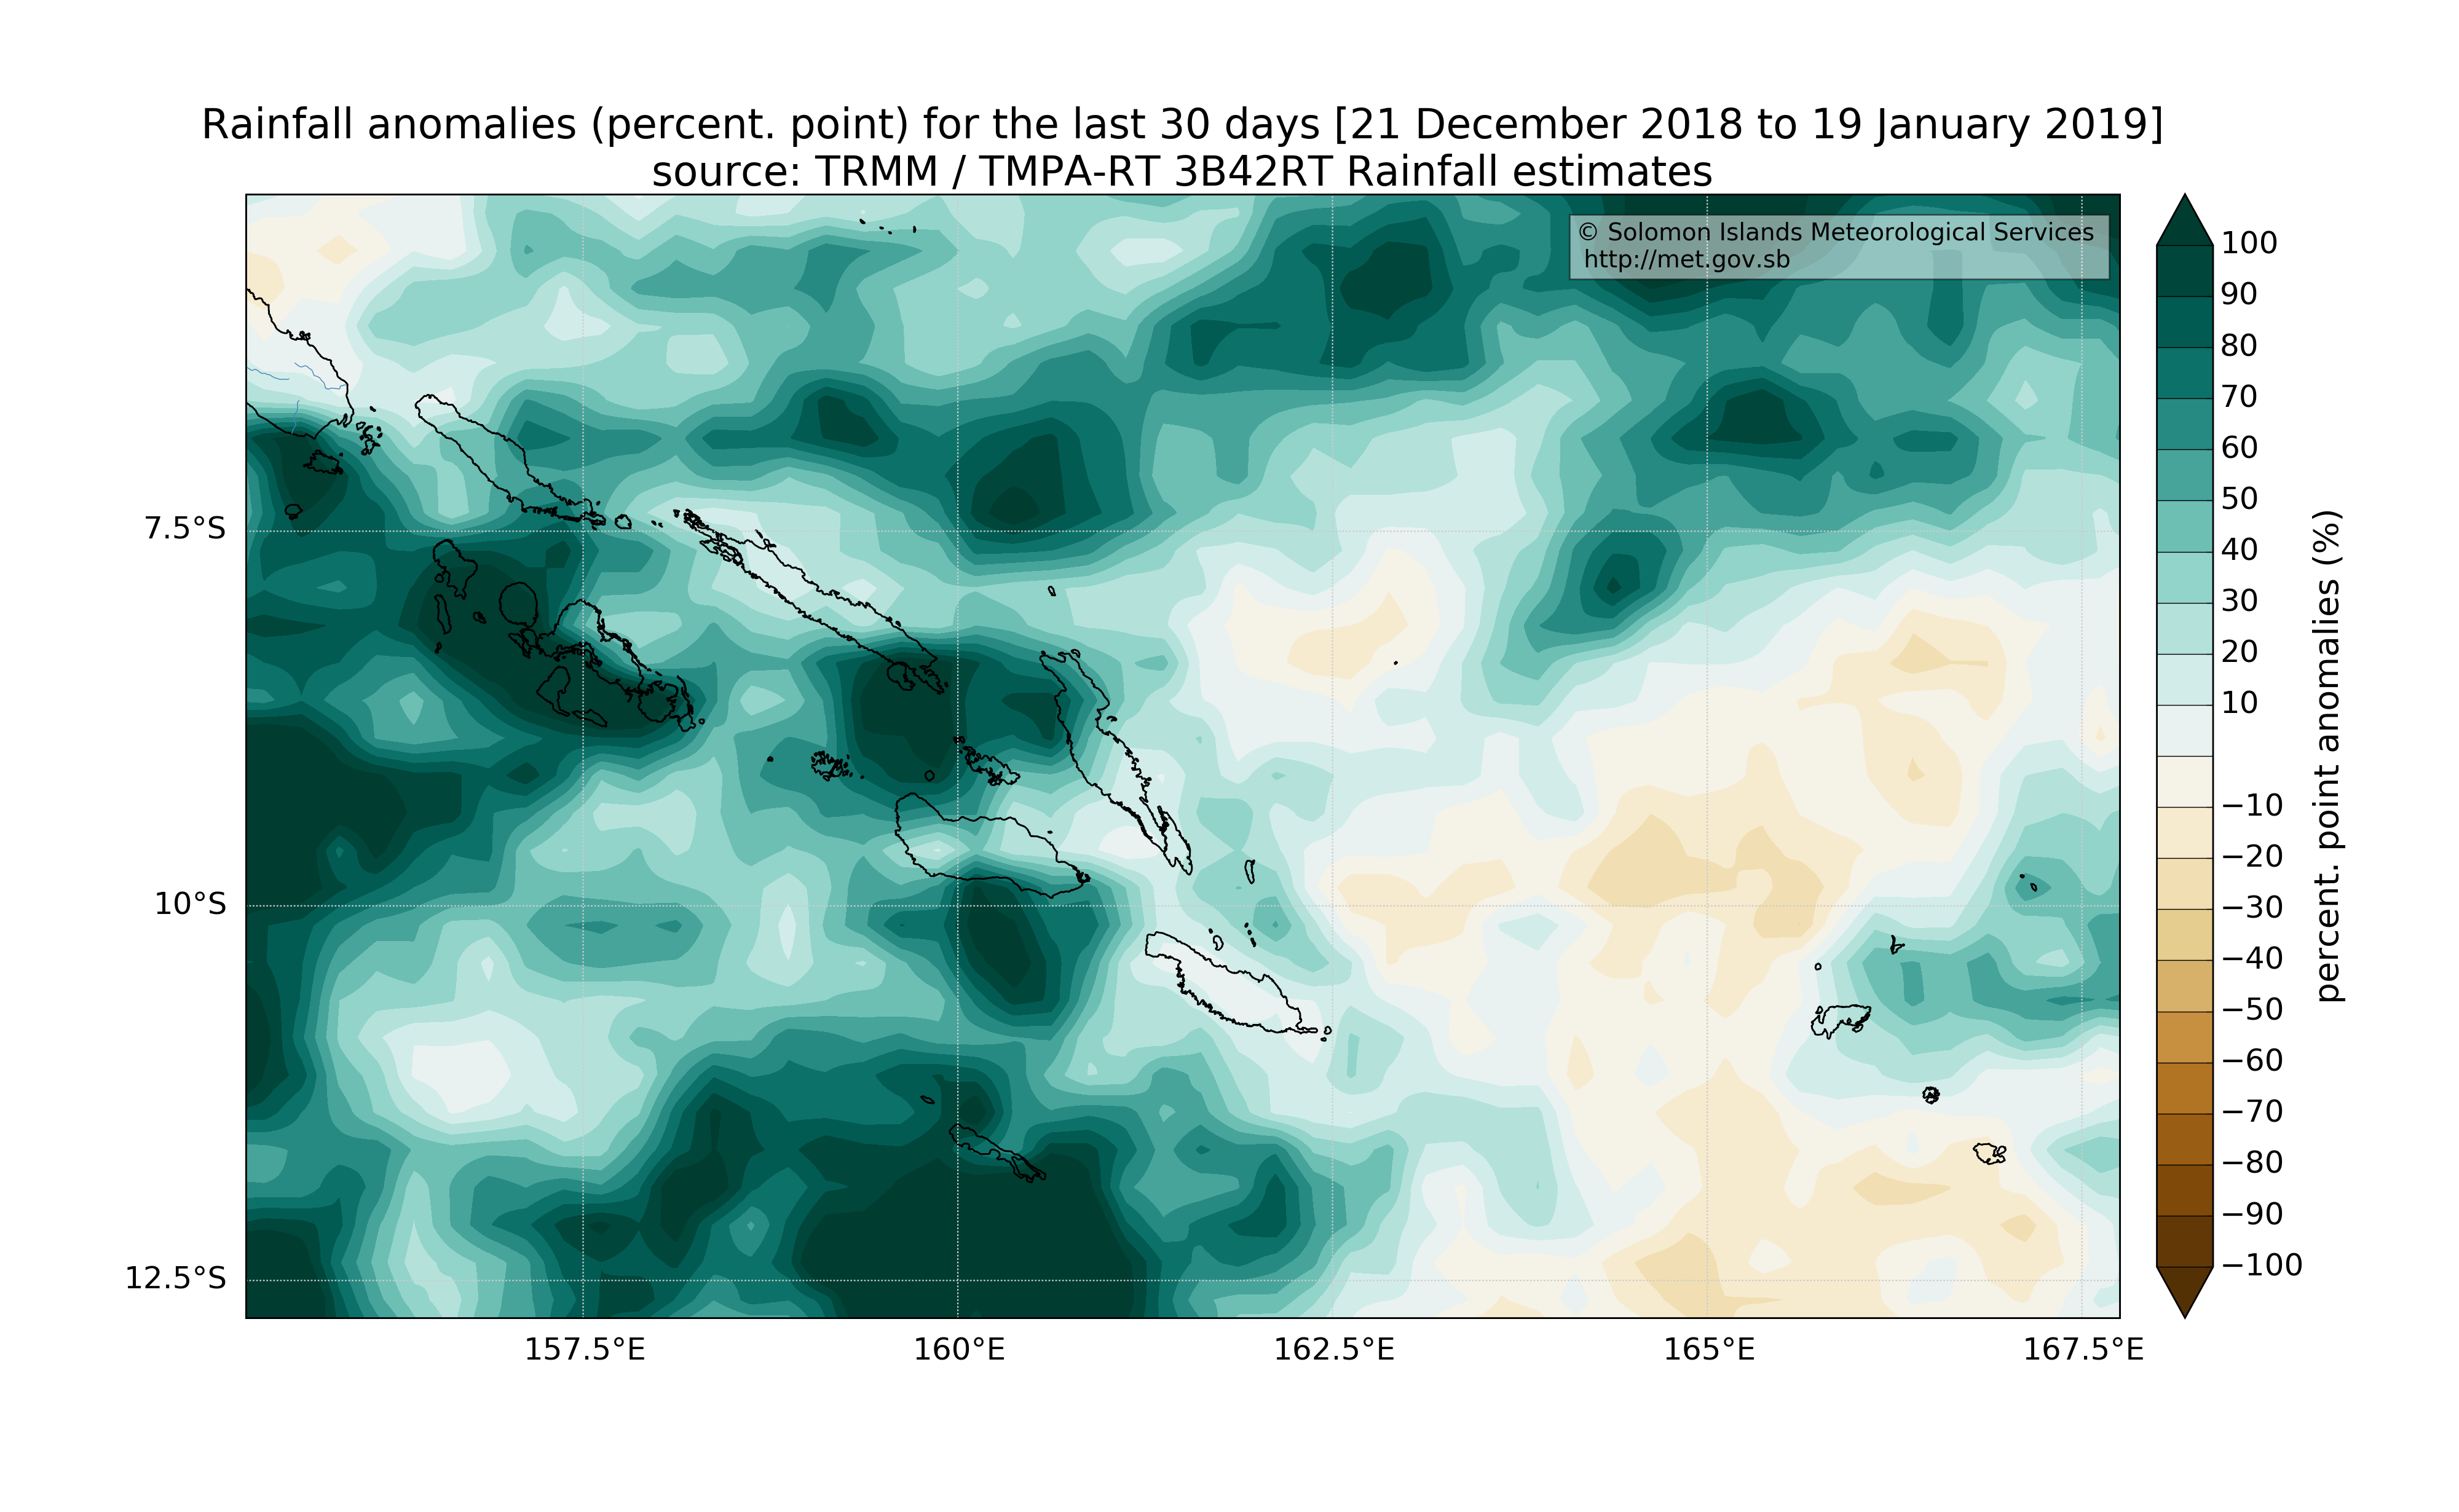 Rainfall anomalies (percent. point) for the last 30 days [21 December 2018 to 19 January 2019]
source: TRMM / TMPA-RT 3B42RT Rainfall estimates
© Solomon Islands Meteorological Services
http://met.gov.sb
7.5°S
10°S
12.5°S
157.5°E
160°E
162.5°E
165°E
167.5°E
100
90
80
70
60
50
40
30
20
10
−10
−20
−30
−40
−50
−60
−70
−80
−90
−100
percent. point anomalies (%)